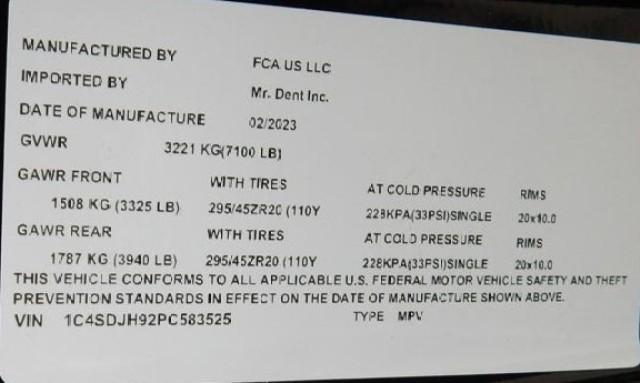 MANUFACTURED BY FCA US LLC
IMPORTED BY Mr. Dent Inc.
DATE OF MANUFACTURE 02/2023
GVWR 3221 KG(7100 LB)
GAWR FRONT WITH TIRES AT COLD PRESSURE RIMS
1508 KG (3325 LB) 295/45ZR20 (110Y 228KPA(33PSI)SINGLE 20x10.0
GAWR REAR WITH TIRES AT COLD PRESSURE RIMS
1787 KG (3940 LB) 295/45ZR20 (110Y 228KPA(33PSI)SINGLE 20x10.0
THIS VEHICLE CONFORMS TO ALL APPLICABLE U.S. FEDERAL MOTOR VEHICLE SAFETY AND THEFT
PREVENTION STANDARDS IN EFFECT ON THE DATE OF MANUFACTURE SHOWN ABOVE.
VIN 1C4SDJH92PC583525 TYPE MPV